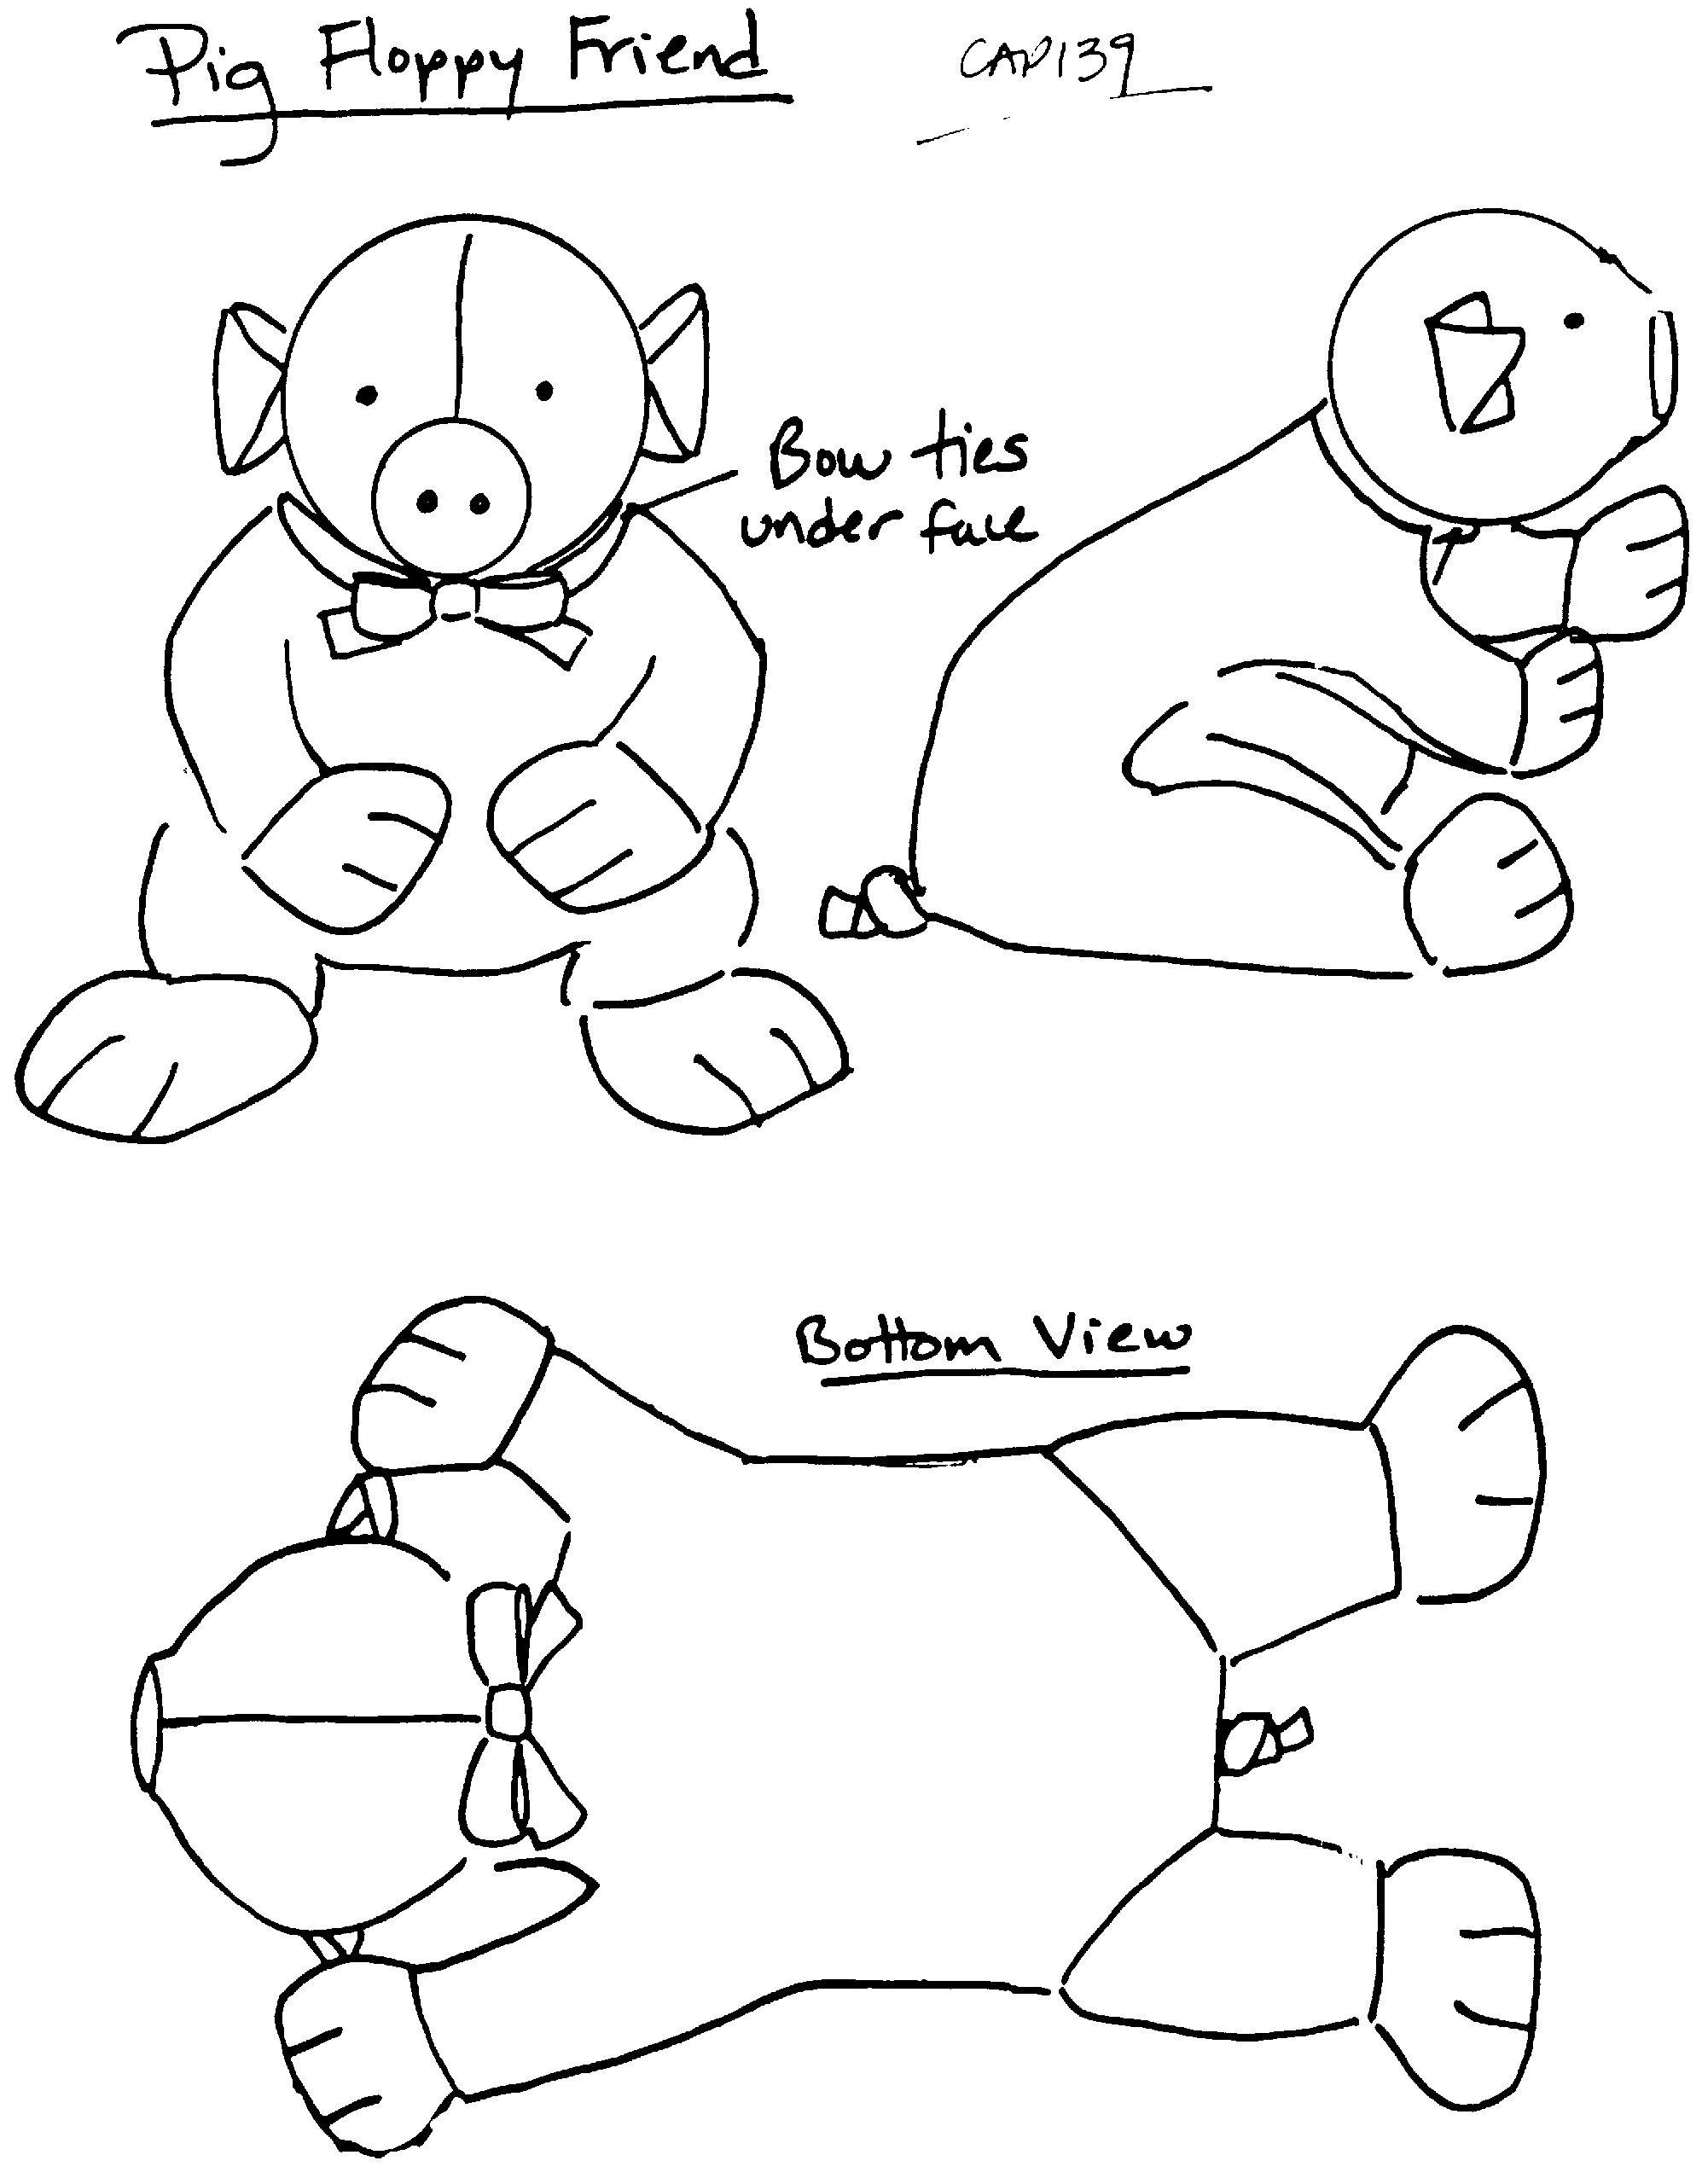 Pig Floppy Friend
CAP139
Bow ties
under face
Bottom View